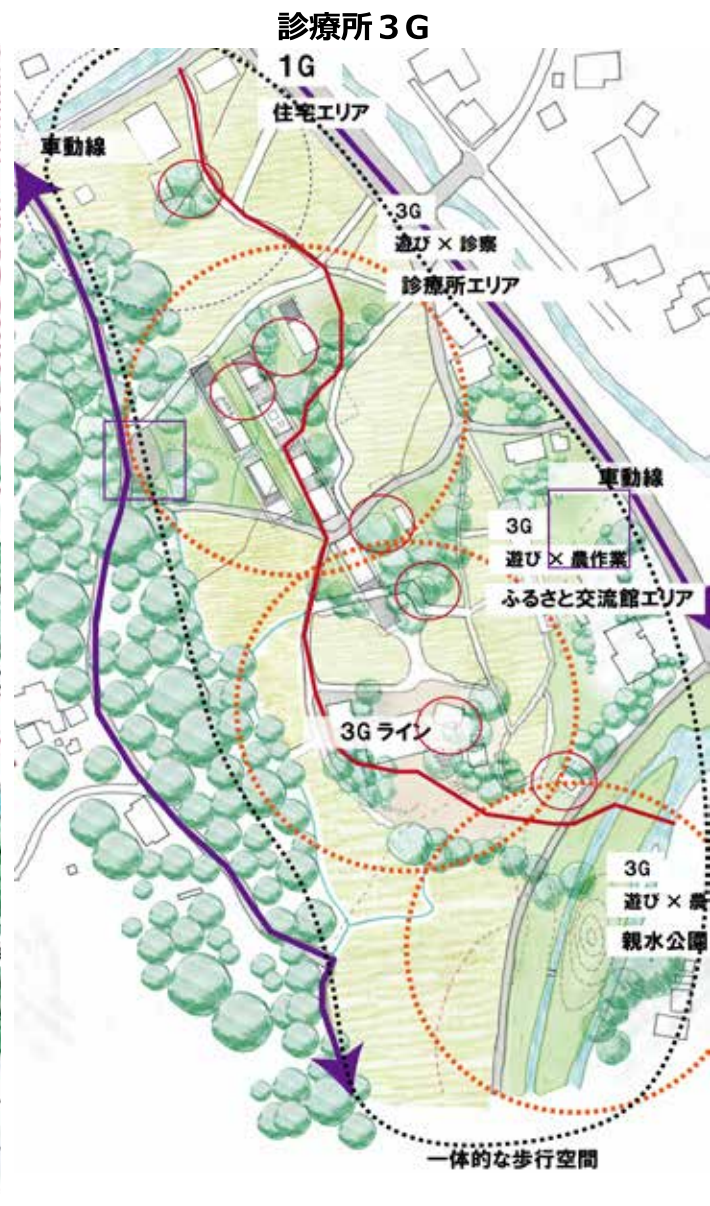 診療所３Ｇ
1G
住宅エリア
車動線
3G
遊び × 診察
診療所エリア
車動線
3G
遊び × 農作業
ふるさと交流館エリア
3G ライン
3G
遊び × 農
親水公園
一体的な歩行空間